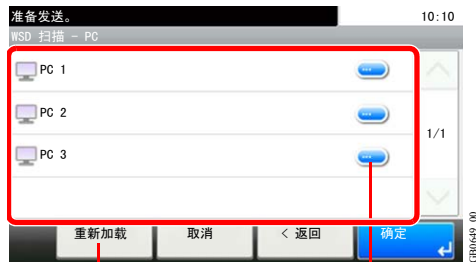 准备发送。 10:10
WSD 扫描 - PC
PC 1
PC 2
1/1
PC 3
重新加载 取消 < 返回 确定
GB0649_00